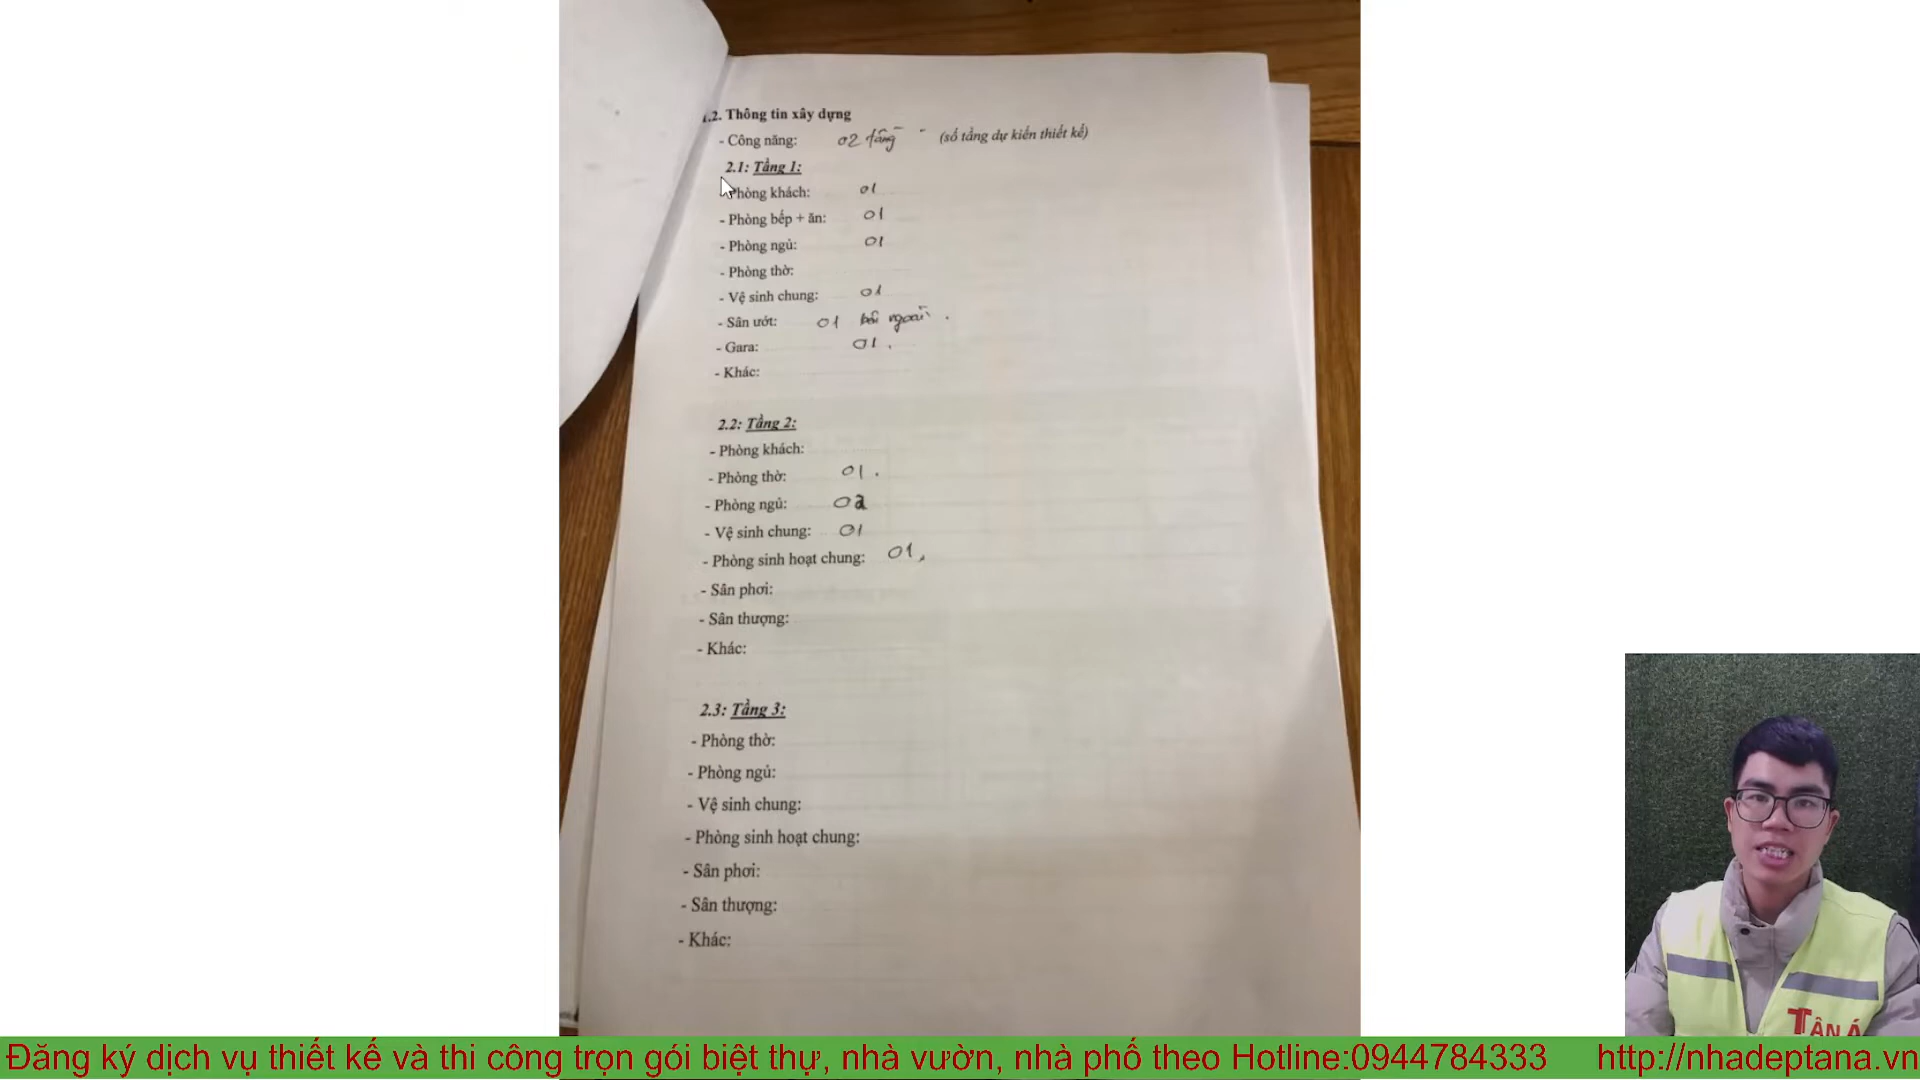 1.2. Thông tin xây dựng
- Công năng: 02 tầng (số tầng dự kiến thiết kế)
2.1: Tầng 1:
Phòng khách: 01
- Phòng bếp + ăn: 01
- Phòng ngủ: 01
- Phòng thờ:
- Vệ sinh chung: 01
- Sân ướt: 01 ngoài.
- Gara: 01.
- Khác:
2.2: Tầng 2:
- Phòng khách:
- Phòng thờ: 01.
- Phòng ngủ: 02
- Vệ sinh chung: 01
- Phòng sinh hoạt chung: 01,
- Sân phơi:
- Sân thượng:
- Khác:
2.3: Tầng 3:
- Phòng thờ:
- Phòng ngủ:
- Vệ sinh chung:
- Phòng sinh hoạt chung:
- Sân phơi:
- Sân thượng:
- Khác:
TÂN Á
Đăng ký dịch vụ thiết kế và thi công trọn gói biệt thự, nhà vườn, nhà phố theo Hotline:0944784333 http://nhadeptana.vn